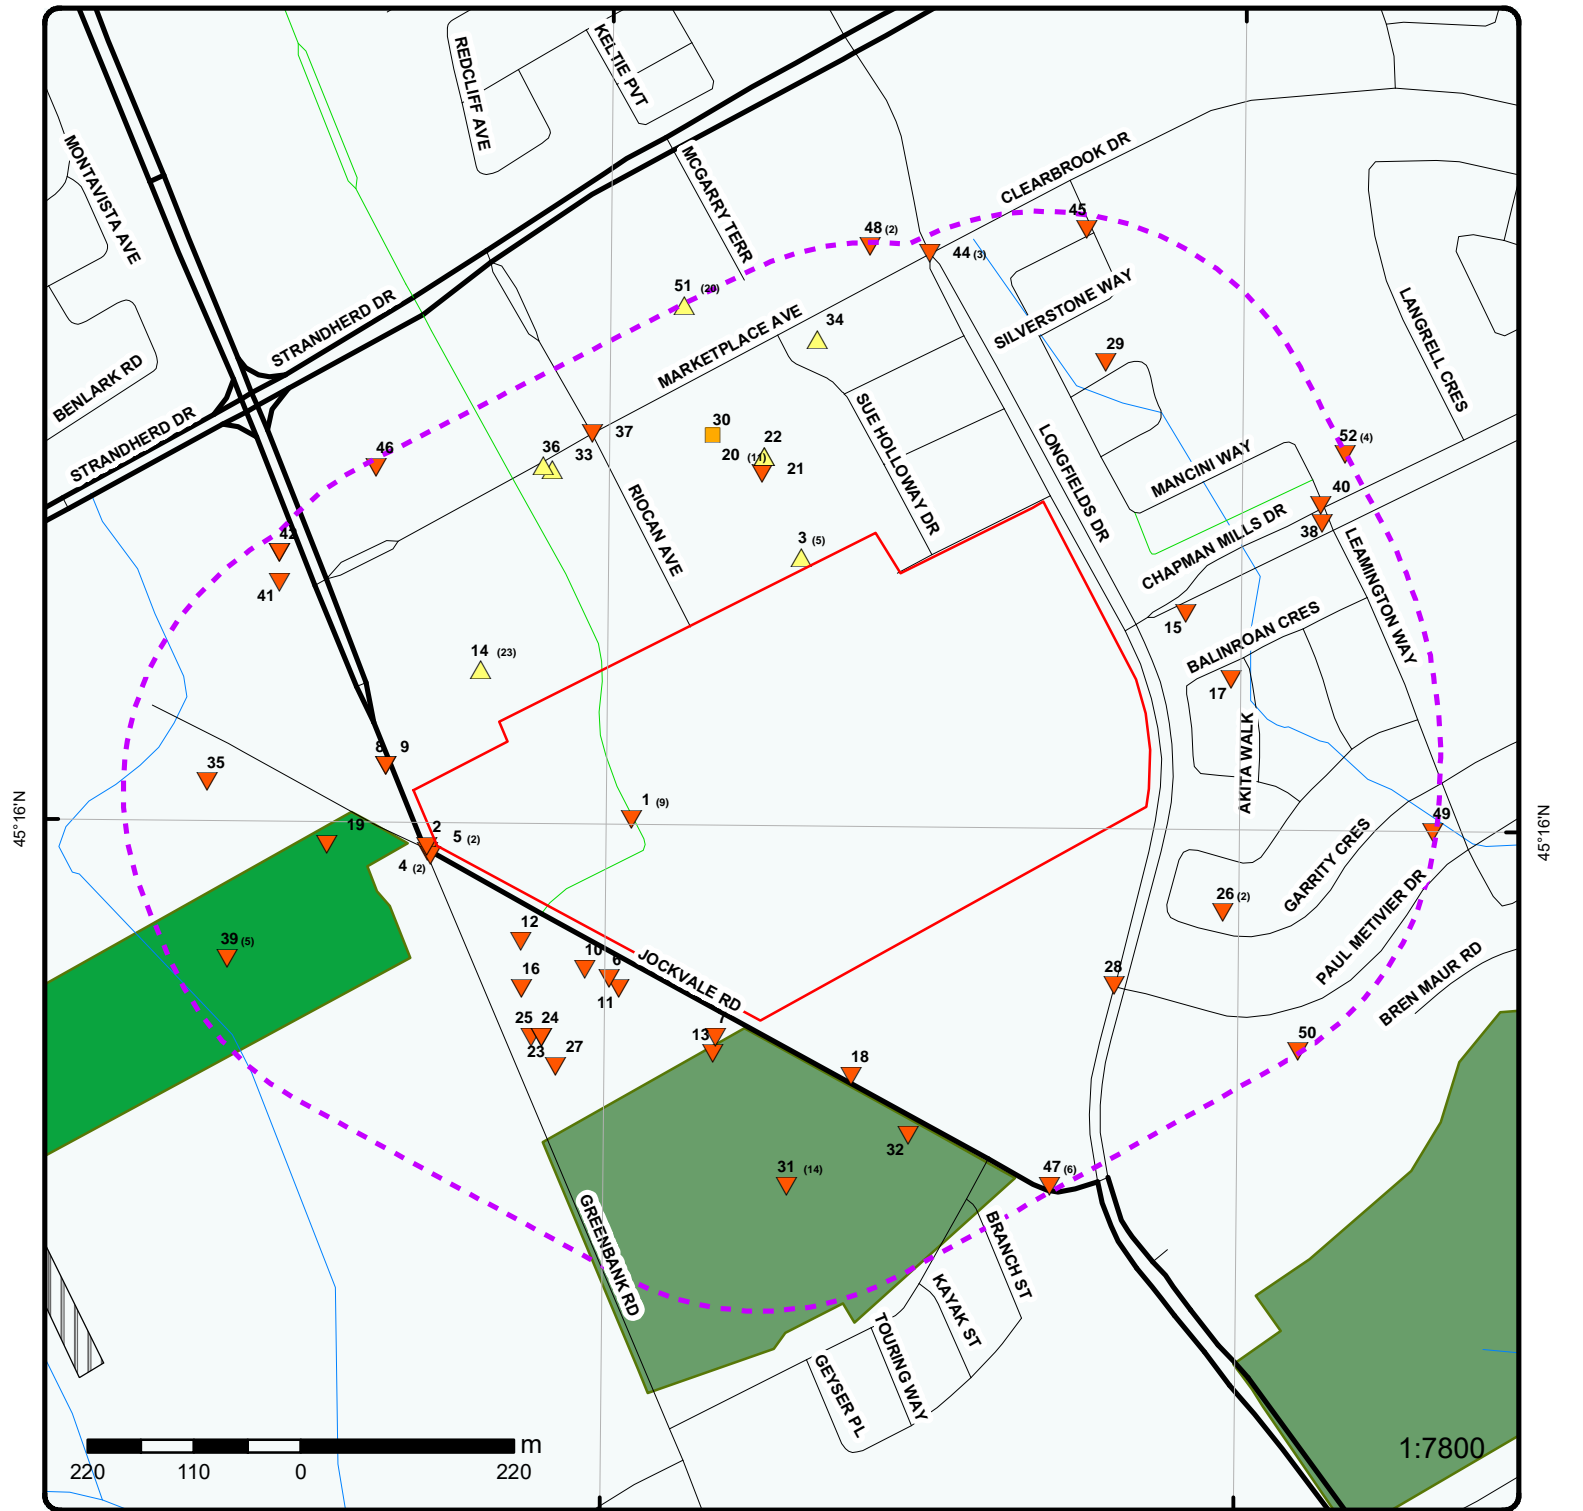 REDCLIFF AVE
KELTIE PVT
MONTAVISTA AVE
MCGARRY TERR
CLEARBROOK DR
45
48 (2)
44 (3)
51 (20)
SILVERSTONE WAY
STRANDHERD DR
MARKETPLACE AVE
34
29
LANGRELL CRES
BENLARK RD
STRANDHERD DR
SUE HOLLOWAY DR
LONGFIELDS DR
30
37
22
52 (4)
46
36
33
20 (11)
21
MANCINI WAY
RIOCAN AVE
40
38
CHAPMAN MILLS DR
LEAMINGTON WAY
42
41
3 (5)
15
BALINROAN CRES
14 (23)
17
AKITA WALK
8
9
35
1 (9)
45°16'N
45°16'N
49
19
2
5 (2)
4 (2)
GARRITY CRES
PAUL METIVIER DR
26 (2)
12
39 (5)
10
6
JOCKVALE RD
BREN MAUR RD
16
11
28
25
24
23
27
7
13
18
50
32
31 (14)
47 (6)
GREENBANK RD
BRANCH ST
KAYAK ST
TOURING WAY
GEYSER PL
m
220
110
0
220
1:7800